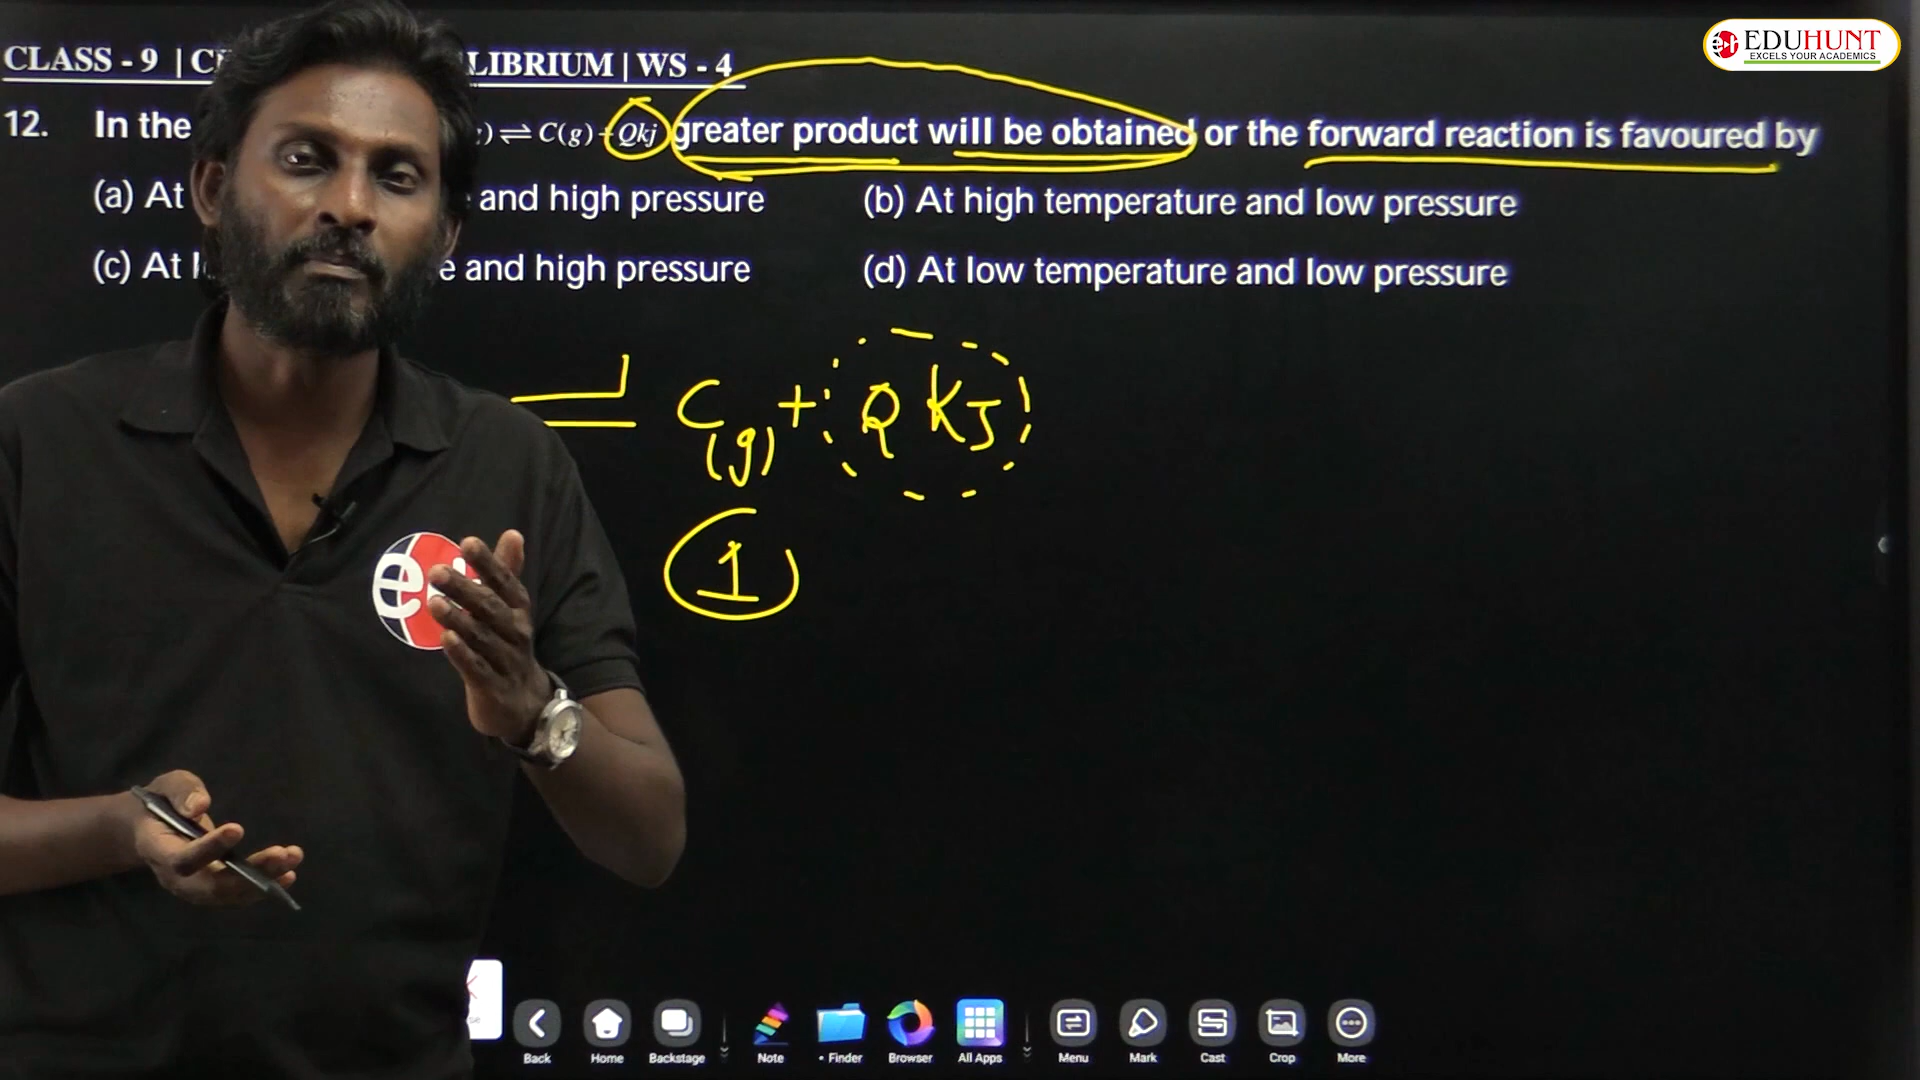 EDUHUNT
EXCELS YOUR ACADEMICS
CLASS - 9 | LIBRIUM | WS - 4
12. In the ) ⇌ C(g) + Qkj greater product will be obtained or the forward reaction is favoured by
(a) At and high pressure (b) At high temperature and low pressure
(c) At and high pressure (d) At low temperature and low pressure
C(g) + QKJ
1
e
Back Home Backstage Note • Finder Browser All Apps Menu Mark Cast Crop More